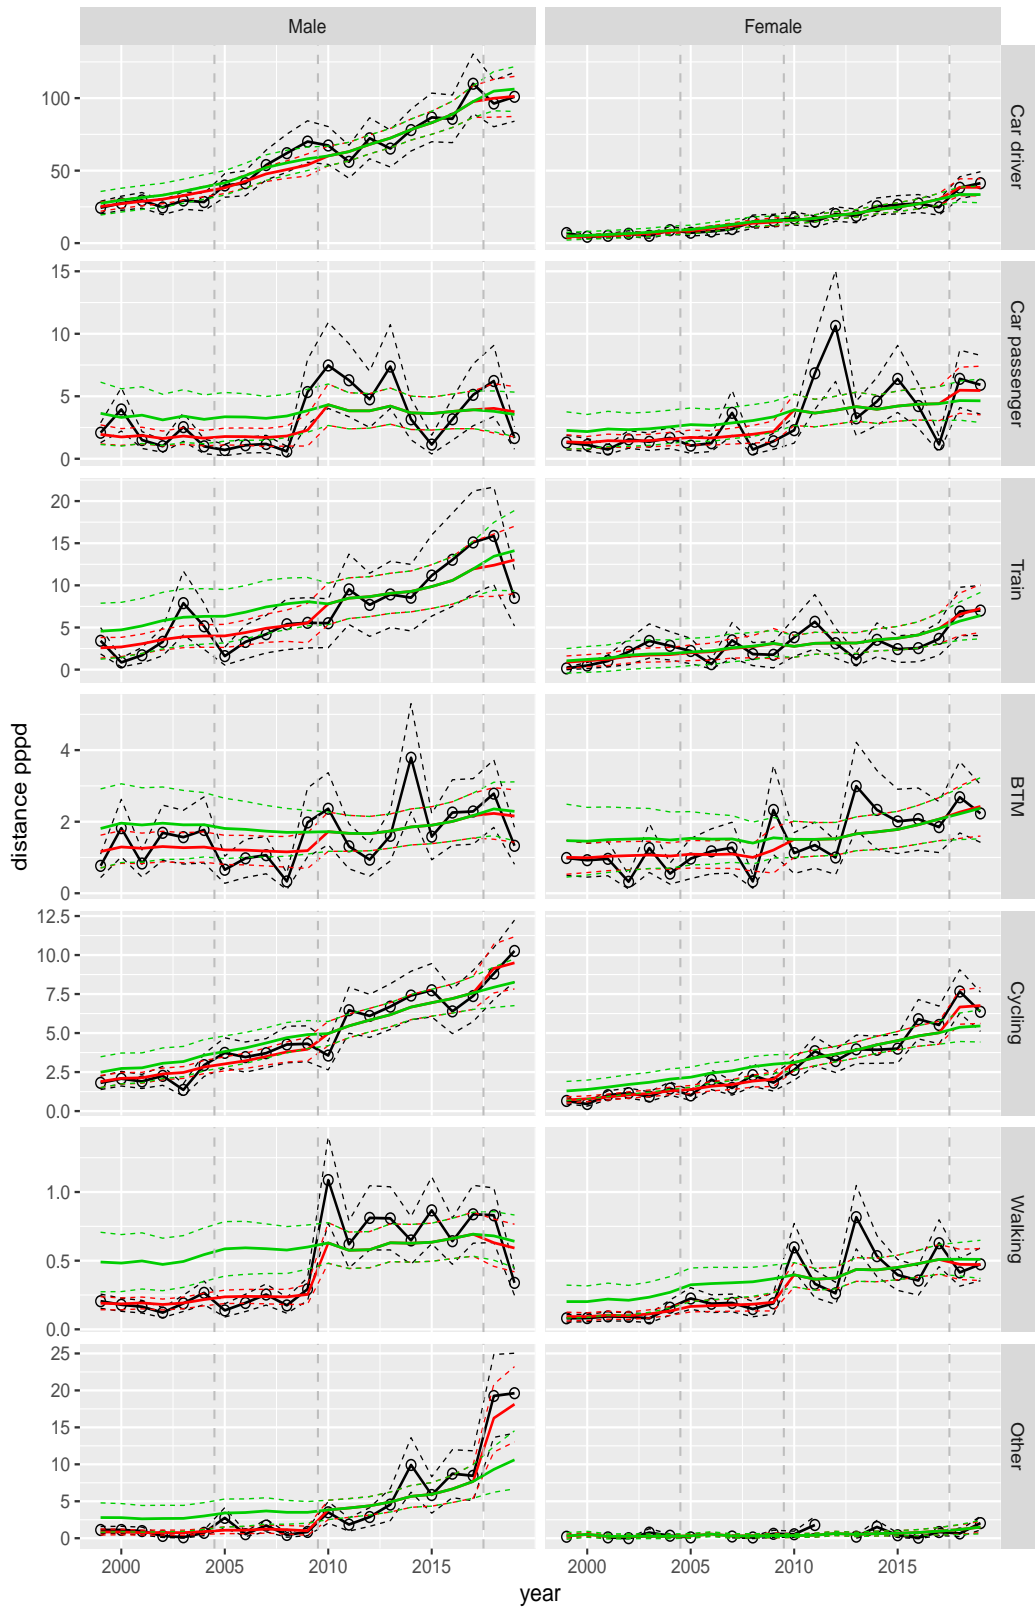 Male Female
100
50
0
Car driver
15
10
5
0
Car passenger
20
15
10
5
0
Train
4
2
0
BTM
distance pppd
12.5
10.0
7.5
5.0
2.5
0.0
Cycling
1.0
0.5
0.0
Walking
25
20
15
10
5
0
Other
2000 2005 2010 2015 2000 2005 2010 2015
year